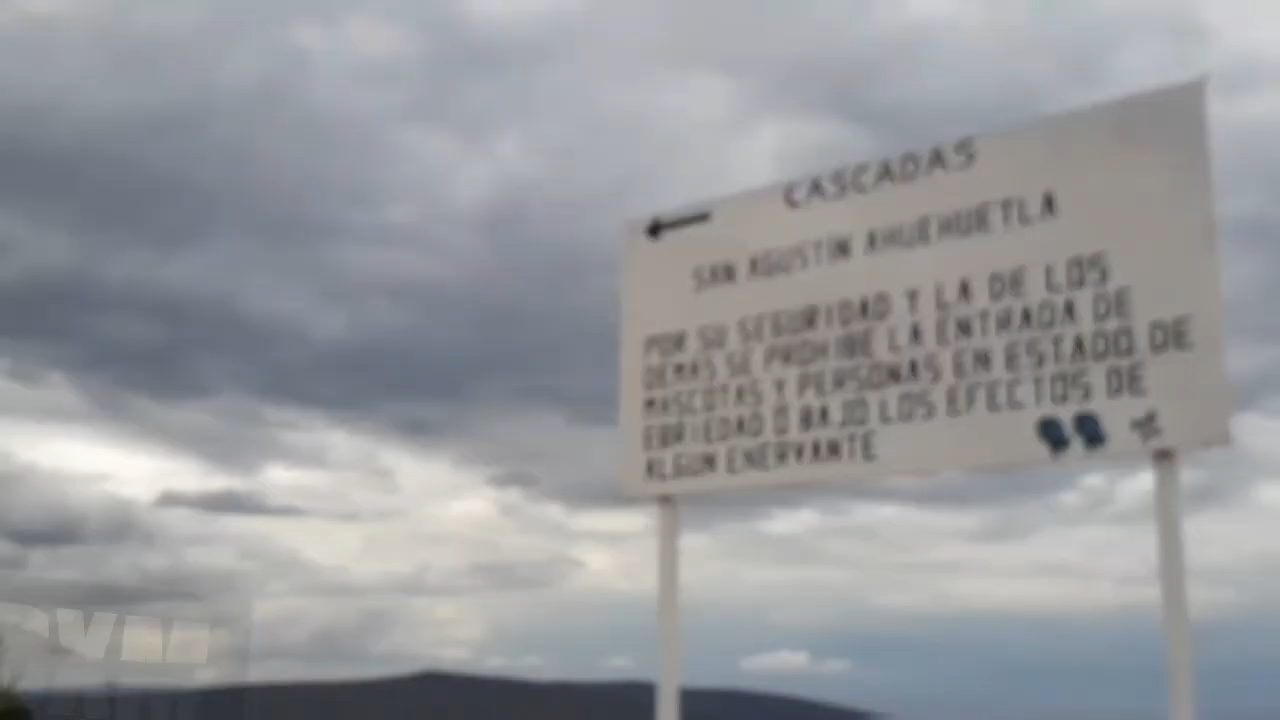 CASCADAS
SAN AGUSTIN AHUEHUETLA
POR SU SEGURIDAD Y LA DE LOS
DEMAS SE PROHIBE LA ENTRADA DE
MASCOTAS Y PERSONAS EN ESTADO DE
EBRIEDAD O BAJO LOS EFECTOS DE
ALGUN ENERVANTE